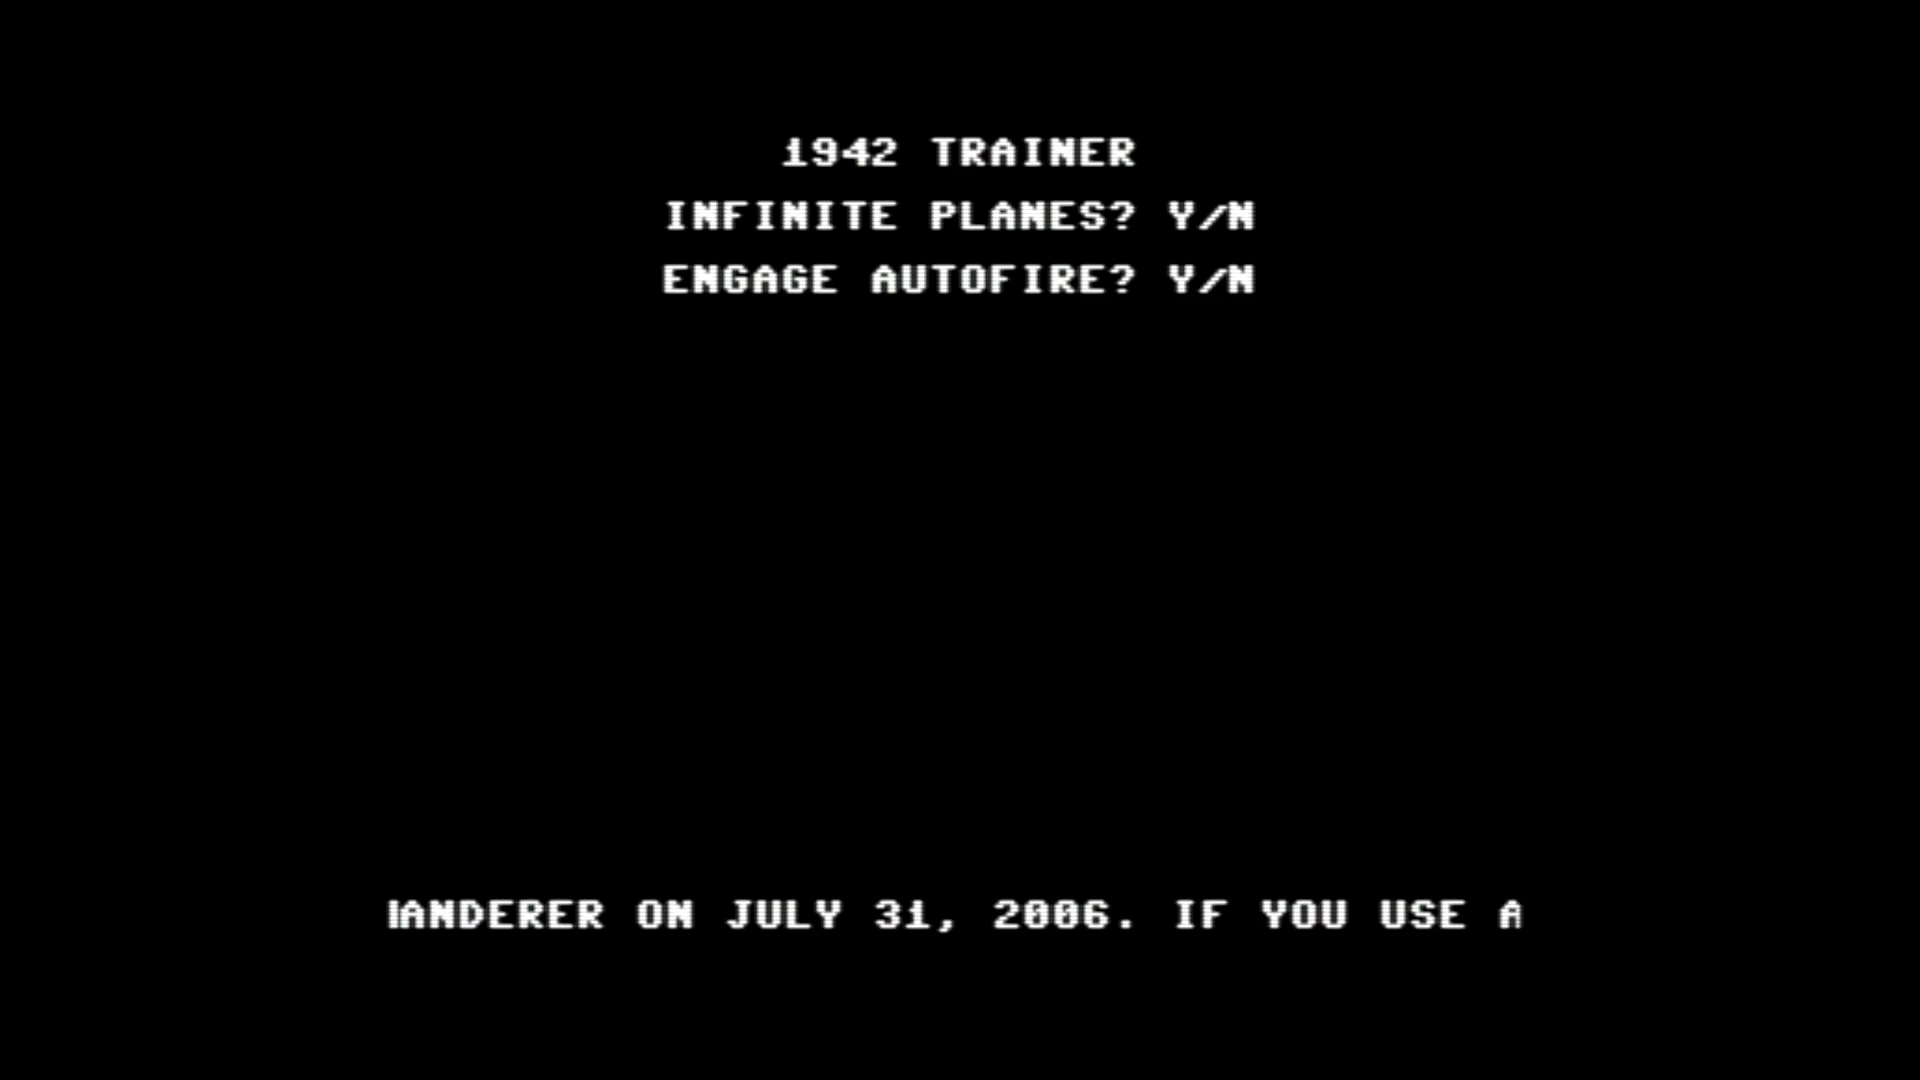 1942 TRAINER
INFINITE PLANES? Y/N
ENGAGE AUTOFIRE? Y/N
ANDERER ON JULY 31, 2006. IF YOU USE A